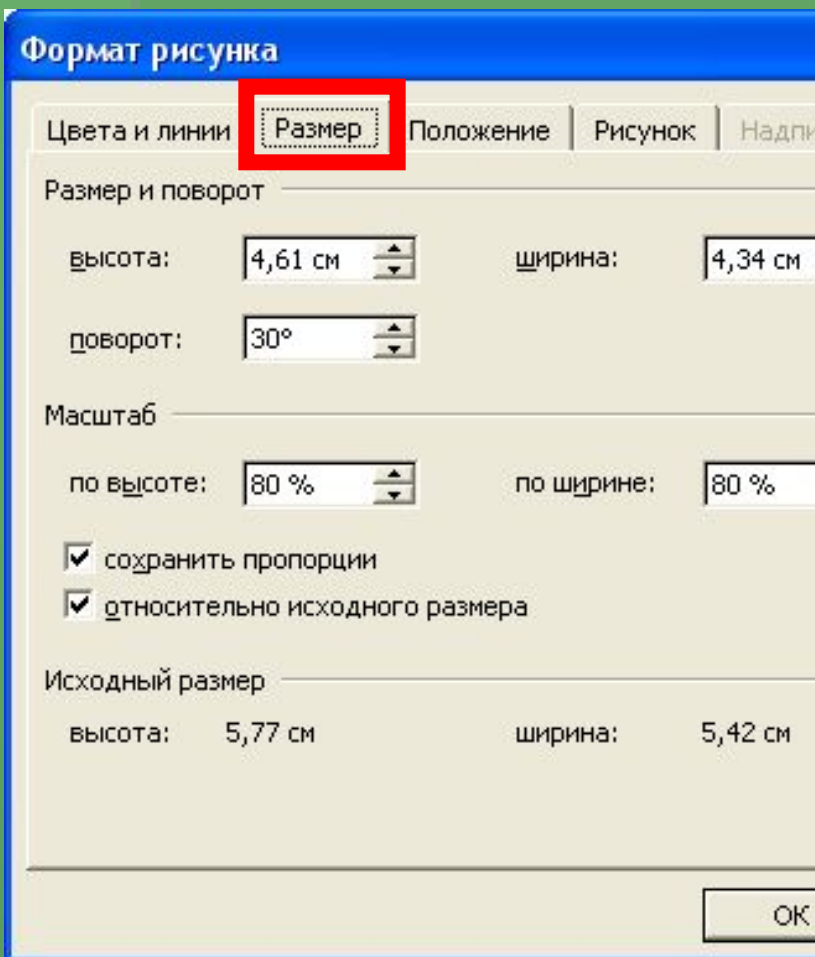 Формат рисунка
Цвета и линии Размер Положение Рисунок
Размер и поворот
высота: 4,61 см ширина: 4,34 см
поворот: 30°
Масштаб
по высоте: 80 % по ширине: 80 %
сохранить пропорции
относительно исходного размера
Исходный размер
высота: 5,77 см ширина: 5,42 см
ОК